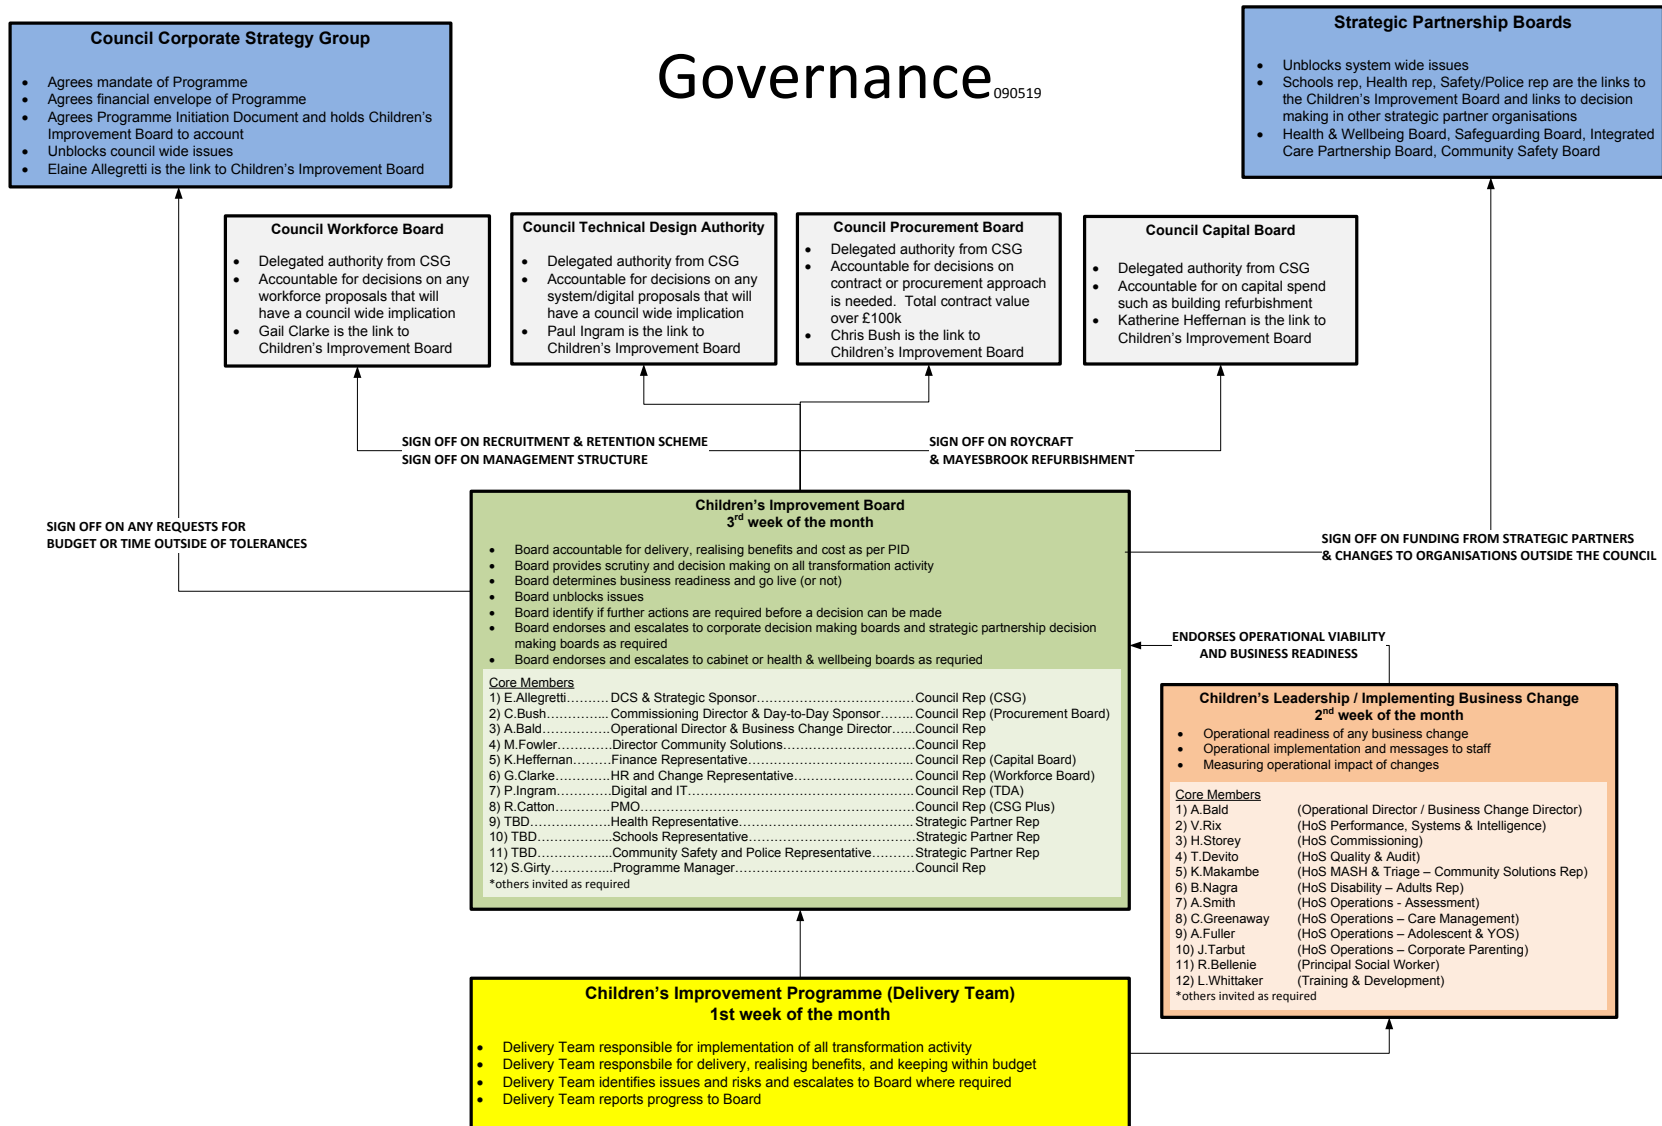 Governance 090519
Council Corporate Strategy Group
• Agrees mandate of Programme
• Agrees financial envelope of Programme
• Agrees Programme Initiation Document and holds Children's
Improvement Board to account
• Unblocks council wide issues
• Elaine Allegretti is the link to Children's Improvement Board
Strategic Partnership Boards
• Unblocks system wide issues
• Schools rep, Health rep, Safety/Police rep are the links to
the Children's Improvement Board and links to decision
making in other strategic partner organisations
• Health & Wellbeing Board, Safeguarding Board, Integrated
Care Partnership Board, Community Safety Board
Council Workforce Board
• Delegated authority from CSG
• Accountable for decisions on any
workforce proposals that will
have a council wide implication
• Gail Clarke is the link to
Children's Improvement Board
Council Technical Design Authority
• Delegated authority from CSG
• Accountable for decisions on any
system/digital proposals that will
have a council wide implication
• Paul Ingram is the link to
Children's Improvement Board
Council Procurement Board
• Delegated authority from CSG
• Accountable for decisions on
contract or procurement approach
is needed. Total contract value
over £100k
• Chris Bush is the link to
Children's Improvement Board
Council Capital Board
• Delegated authority from CSG
• Accountable for on capital spend
such as building refurbishment
• Katherine Heffernan is the link to
Children's Improvement Board
SIGN OFF ON RECRUITMENT & RETENTION SCHEME
SIGN OFF ON MANAGEMENT STRUCTURE
SIGN OFF ON ROYCRAFT
& MAYESBROOK REFURBISHMENT
SIGN OFF ON ANY REQUESTS FOR
BUDGET OR TIME OUTSIDE OF TOLERANCES
SIGN OFF ON FUNDING FROM STRATEGIC PARTNERS
& CHANGES TO ORGANISATIONS OUTSIDE THE COUNCIL
Children's Improvement Board
3rd week of the month
• Board accountable for delivery, realising benefits and cost as per PID
• Board provides scrutiny and decision making on all transformation activity
• Board determines business readiness and go live (or not)
• Board unblocks issues
• Board identify if further actions are required before a decision can be made
• Board endorses and escalates to corporate decision making boards and strategic partnership decision
making boards as required
• Board endorses and escalates to cabinet or health & wellbeing boards as requried
Core Members
1) E.Allegretti………DCS & Strategic Sponsor……………………………Council Rep (CSG)
2) C.Bush………….. Commissioning Director & Day-to-Day Sponsor…….. Council Rep (Procurement Board)
3) A.Bald…………….Operational Director & Business Change Director…...Council Rep
4) M.Fowler…………Director Community Solutions………………………..Council Rep
5) K.Heffernan………Finance Representative………………………………..Council Rep (Capital Board)
6) G.Clarke………….HR and Change Representative……………………….Council Rep (Workforce Board)
7) P.Ingram………….Digital and IT…………………………………………….Council Rep (TDA)
8) R.Catton………….PMO……………………………………………………..Council Rep (CSG Plus)
9) TBD……………….Health Representative………………………………..Strategic Partner Rep
10) TBD……………..Schools Representative………………………………Strategic Partner Rep
11) TBD……………...Community Safety and Police Representative………Strategic Partner Rep
12) S.Girty…………...Programme Manager…………………………………..Council Rep
*others invited as required
ENDORSES OPERATIONAL VIABILITY
AND BUSINESS READINESS
Children's Leadership / Implementing Business Change
2nd week of the month
• Operational readiness of any business change
• Operational implementation and messages to staff
• Measuring operational impact of changes
Core Members
1) A.Bald (Operational Director / Business Change Director)
2) V.Rix (HoS Performance, Systems & Intelligence)
3) H.Storey (HoS Commissioning)
4) T.Devito (HoS Quality & Audit)
5) K.Makambe (HoS MASH & Triage – Community Solutions Rep)
6) B.Nagra (HoS Disability – Adults Rep)
7) A.Smith (HoS Operations - Assessment)
8) C.Greenaway (HoS Operations – Care Management)
9) A.Fuller (HoS Operations – Adolescent & YOS)
10) J.Tarbut (HoS Operations – Corporate Parenting)
11) R.Bellenie (Principal Social Worker)
12) L.Whittaker (Training & Development)
*others invited as required
Children's Improvement Programme (Delivery Team)
1st week of the month
• Delivery Team responsible for implementation of all transformation activity
• Delivery Team responsbile for delivery, realising benefits, and keeping within budget
• Delivery Team identifies issues and risks and escalates to Board where required
• Delivery Team reports progress to Board